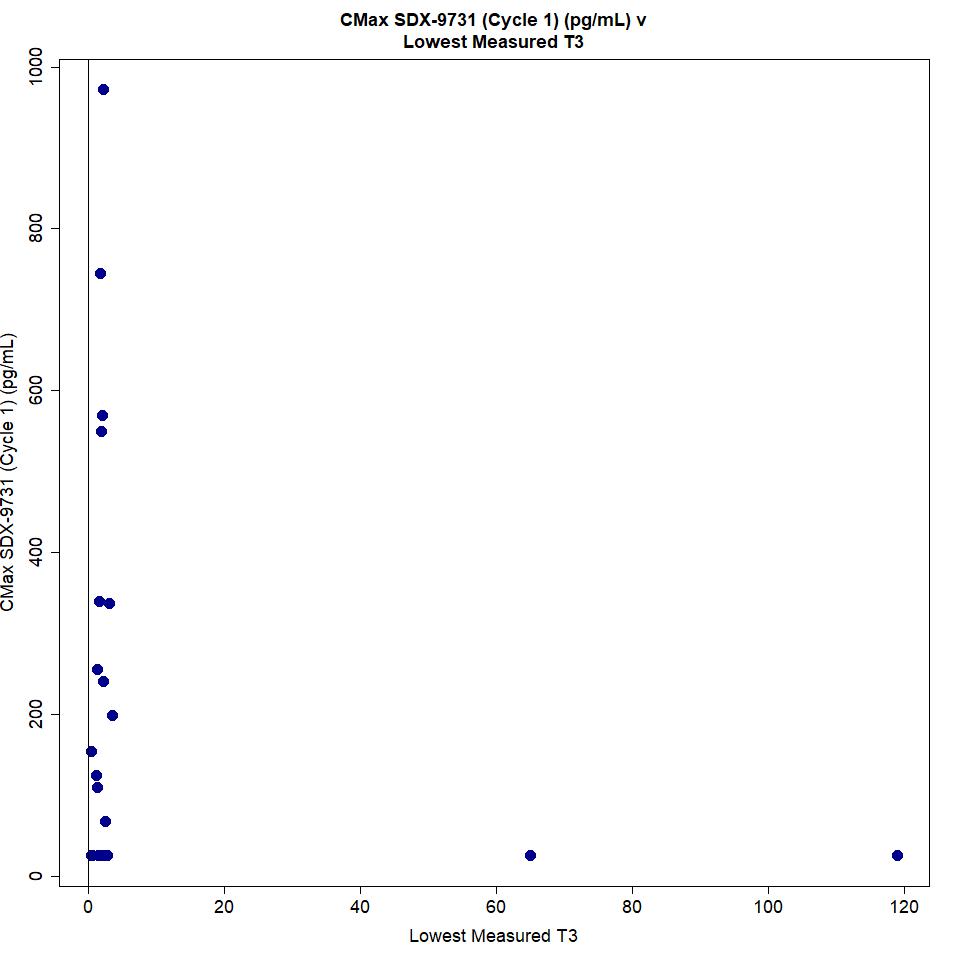 CMax SDX-9731 (Cycle 1) (pg/mL) v
Lowest Measured T3
1000
800
600
400
200
0
CMax SDX-9731 (Cycle 1) (pg/mL)
0 20 40 60 80 100 120
Lowest Measured T3